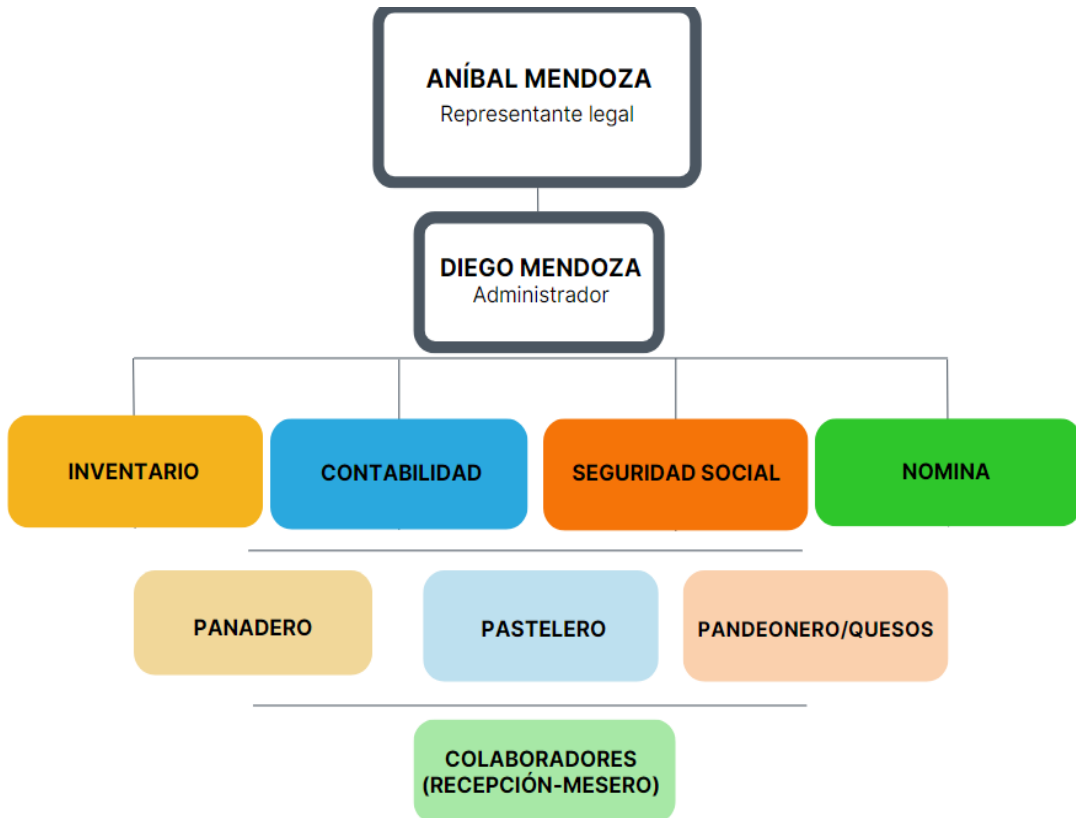 ANÍBAL MENDOZA
Representante legal
DIEGO MENDOZA
Administrador
INVENTARIO
CONTABILIDAD
SEGURIDAD SOCIAL
NOMINA
PANADERO
PASTELERO
PANDEONERO/QUESOS
COLABORADORES
(RECEPCIÓN-MESERO)